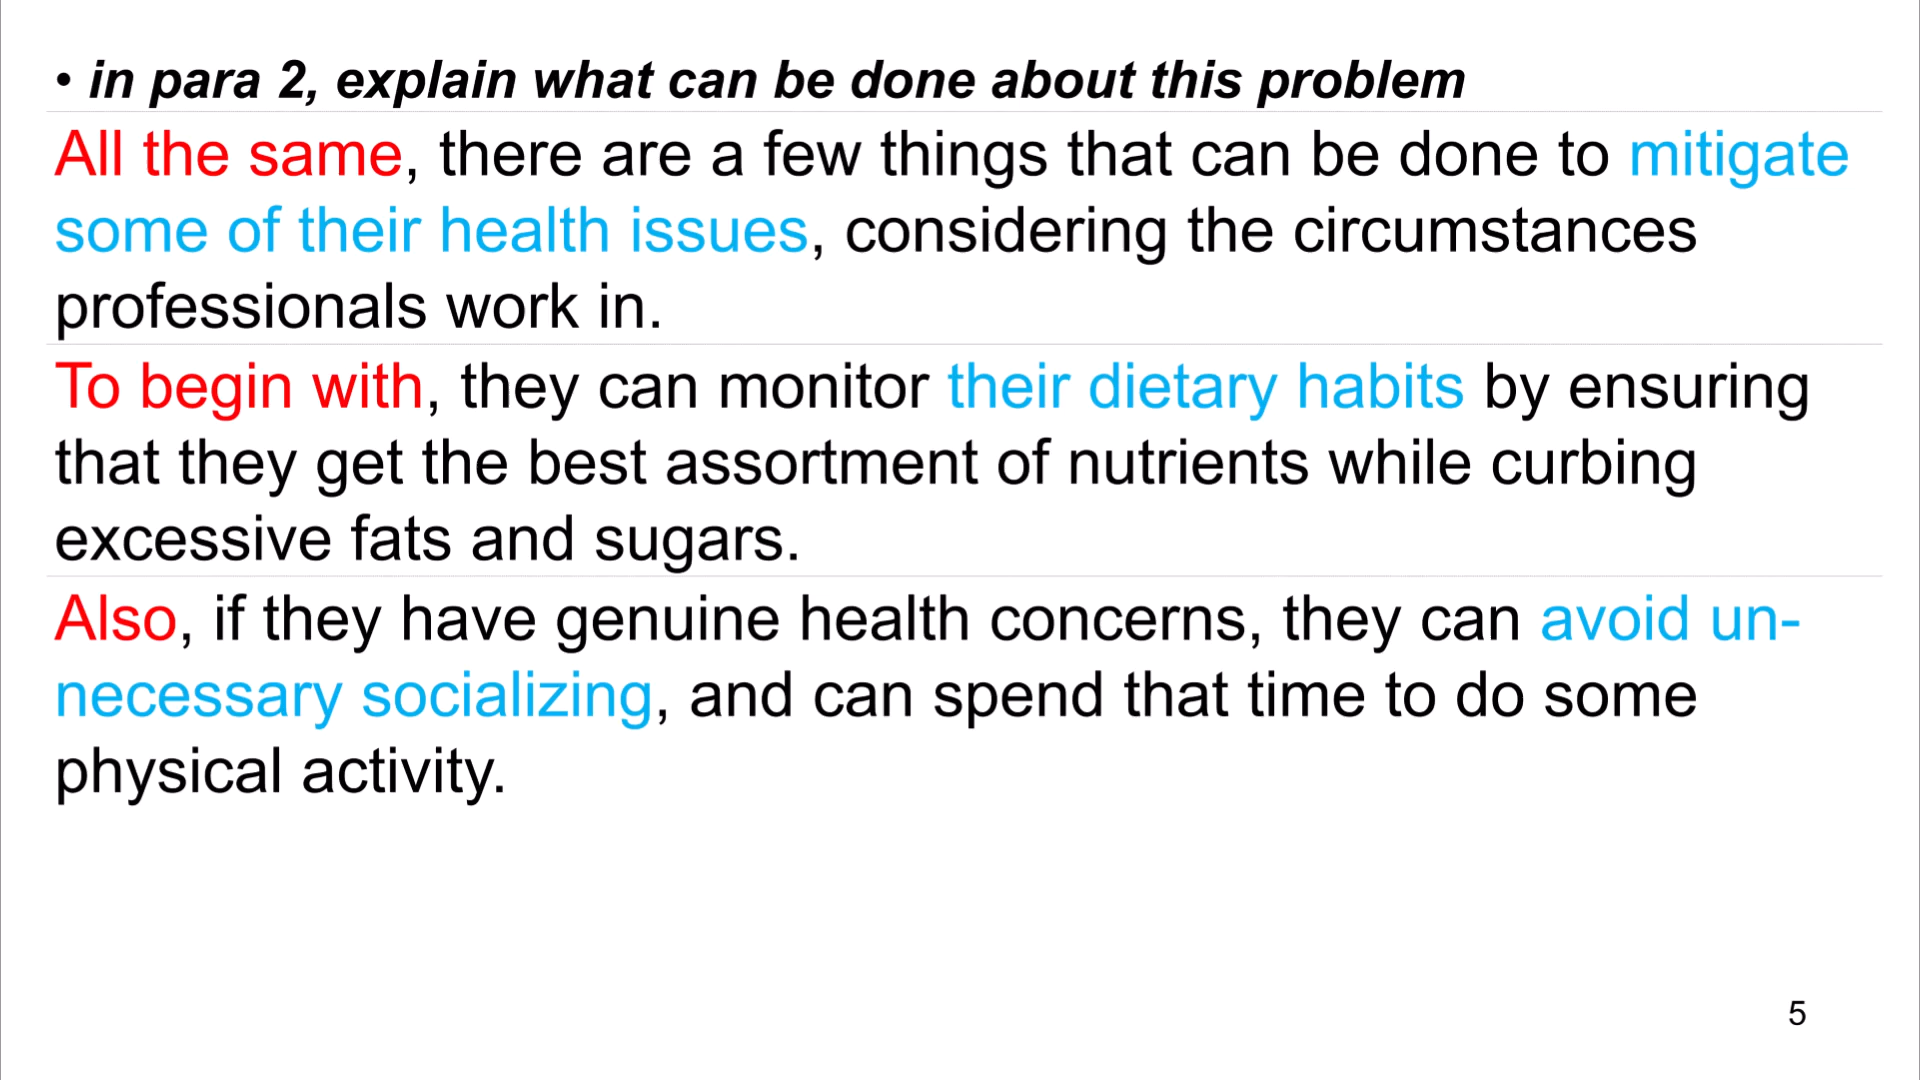 • in para 2, explain what can be done about this problem
All the same, there are a few things that can be done to mitigate
some of their health issues, considering the circumstances
professionals work in.
To begin with, they can monitor their dietary habits by ensuring
that they get the best assortment of nutrients while curbing
excessive fats and sugars.
Also, if they have genuine health concerns, they can avoid un-
necessary socializing, and can spend that time to do some
physical activity.
5